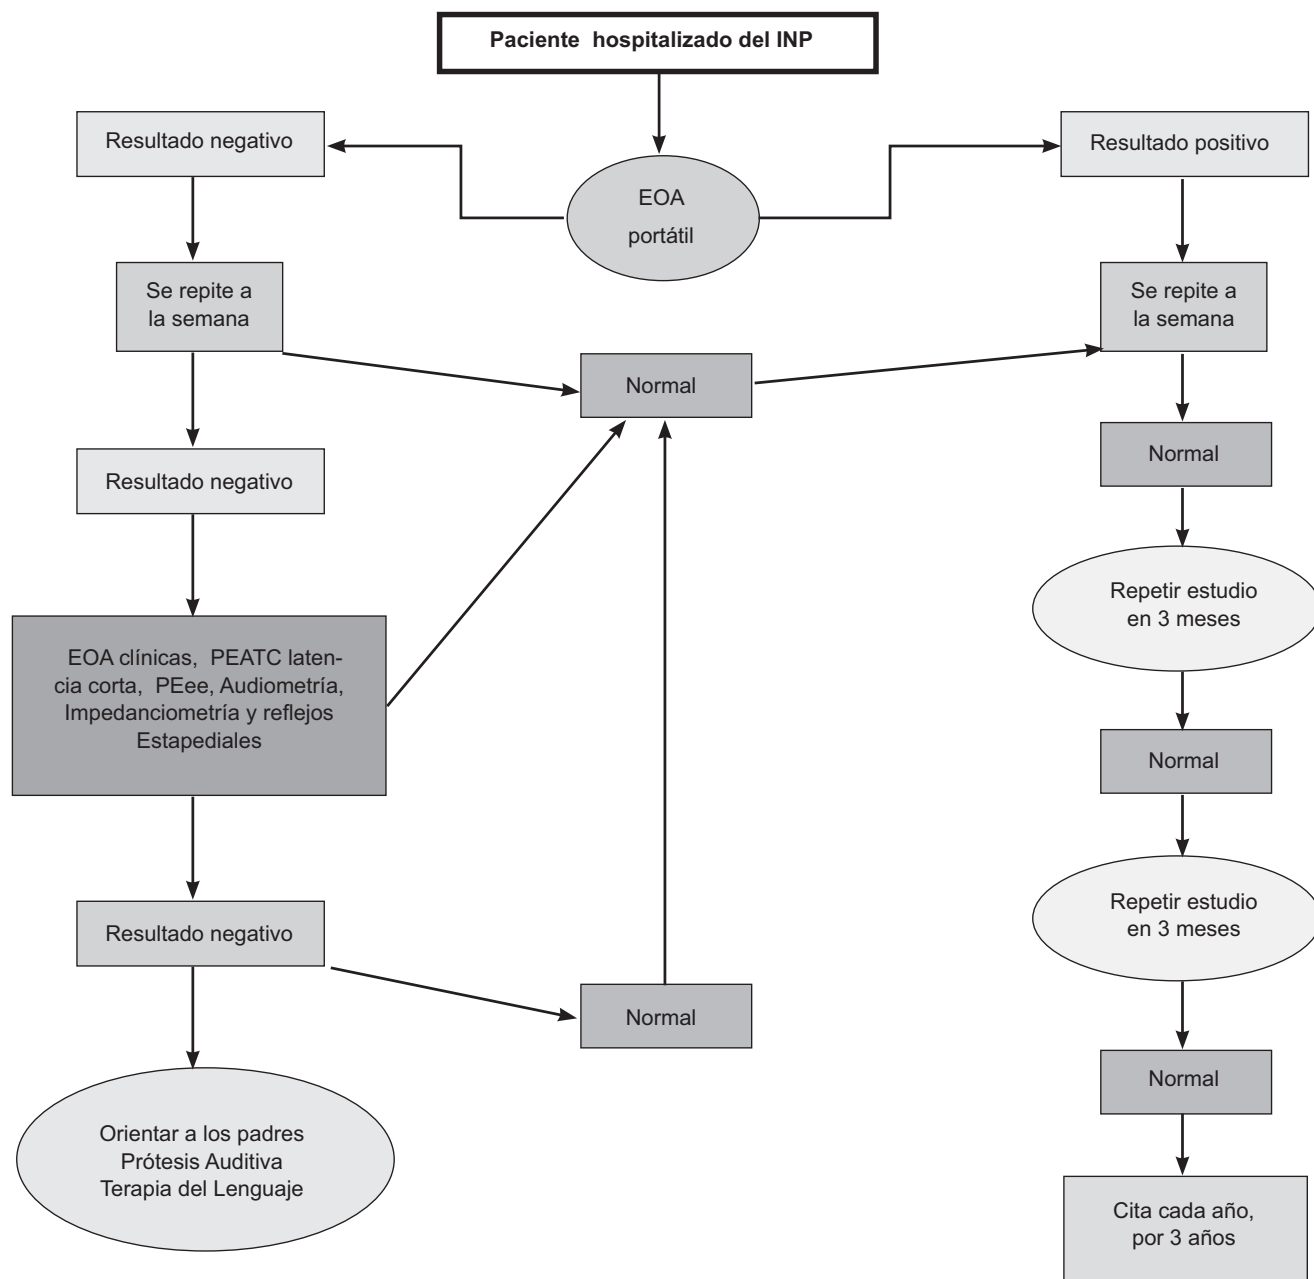 Paciente hospitalizado del INP
Resultado negativo
Resultado positivo
EOA
portátil
Se repite a
la semana
Se repite a
la semana
Normal
Normal
Resultado negativo
Repetir estudio
en 3 meses
EOA clínicas, PEATC laten-
cia corta, PEee, Audiometría,
Impedanciometría y reflejos
Estapediales
Normal
Repetir estudio
en 3 meses
Resultado negativo
Normal
Normal
Orientar a los padres
Prótesis Auditiva
Terapia del Lenguaje
Cita cada año,
por 3 años